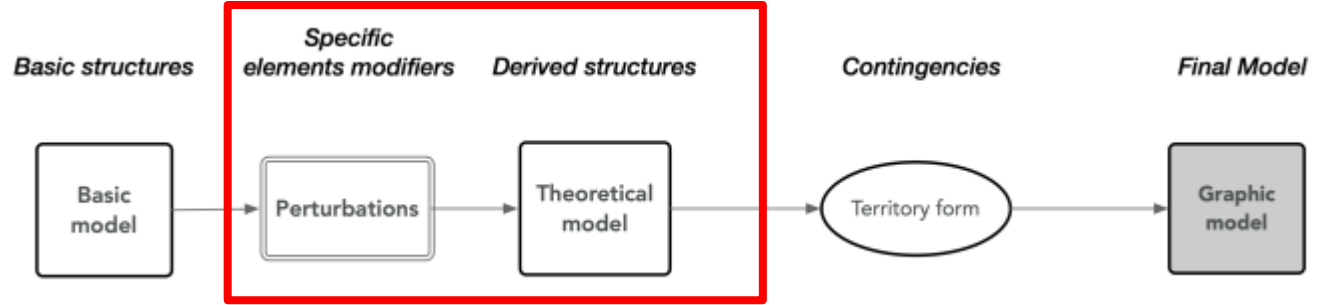 Basic structures
Specific
elements modifiers
Derived structures
Contingencies
Final Model
Basic
model
Perturbations
Theoretical
model
Territory form
Graphic
model